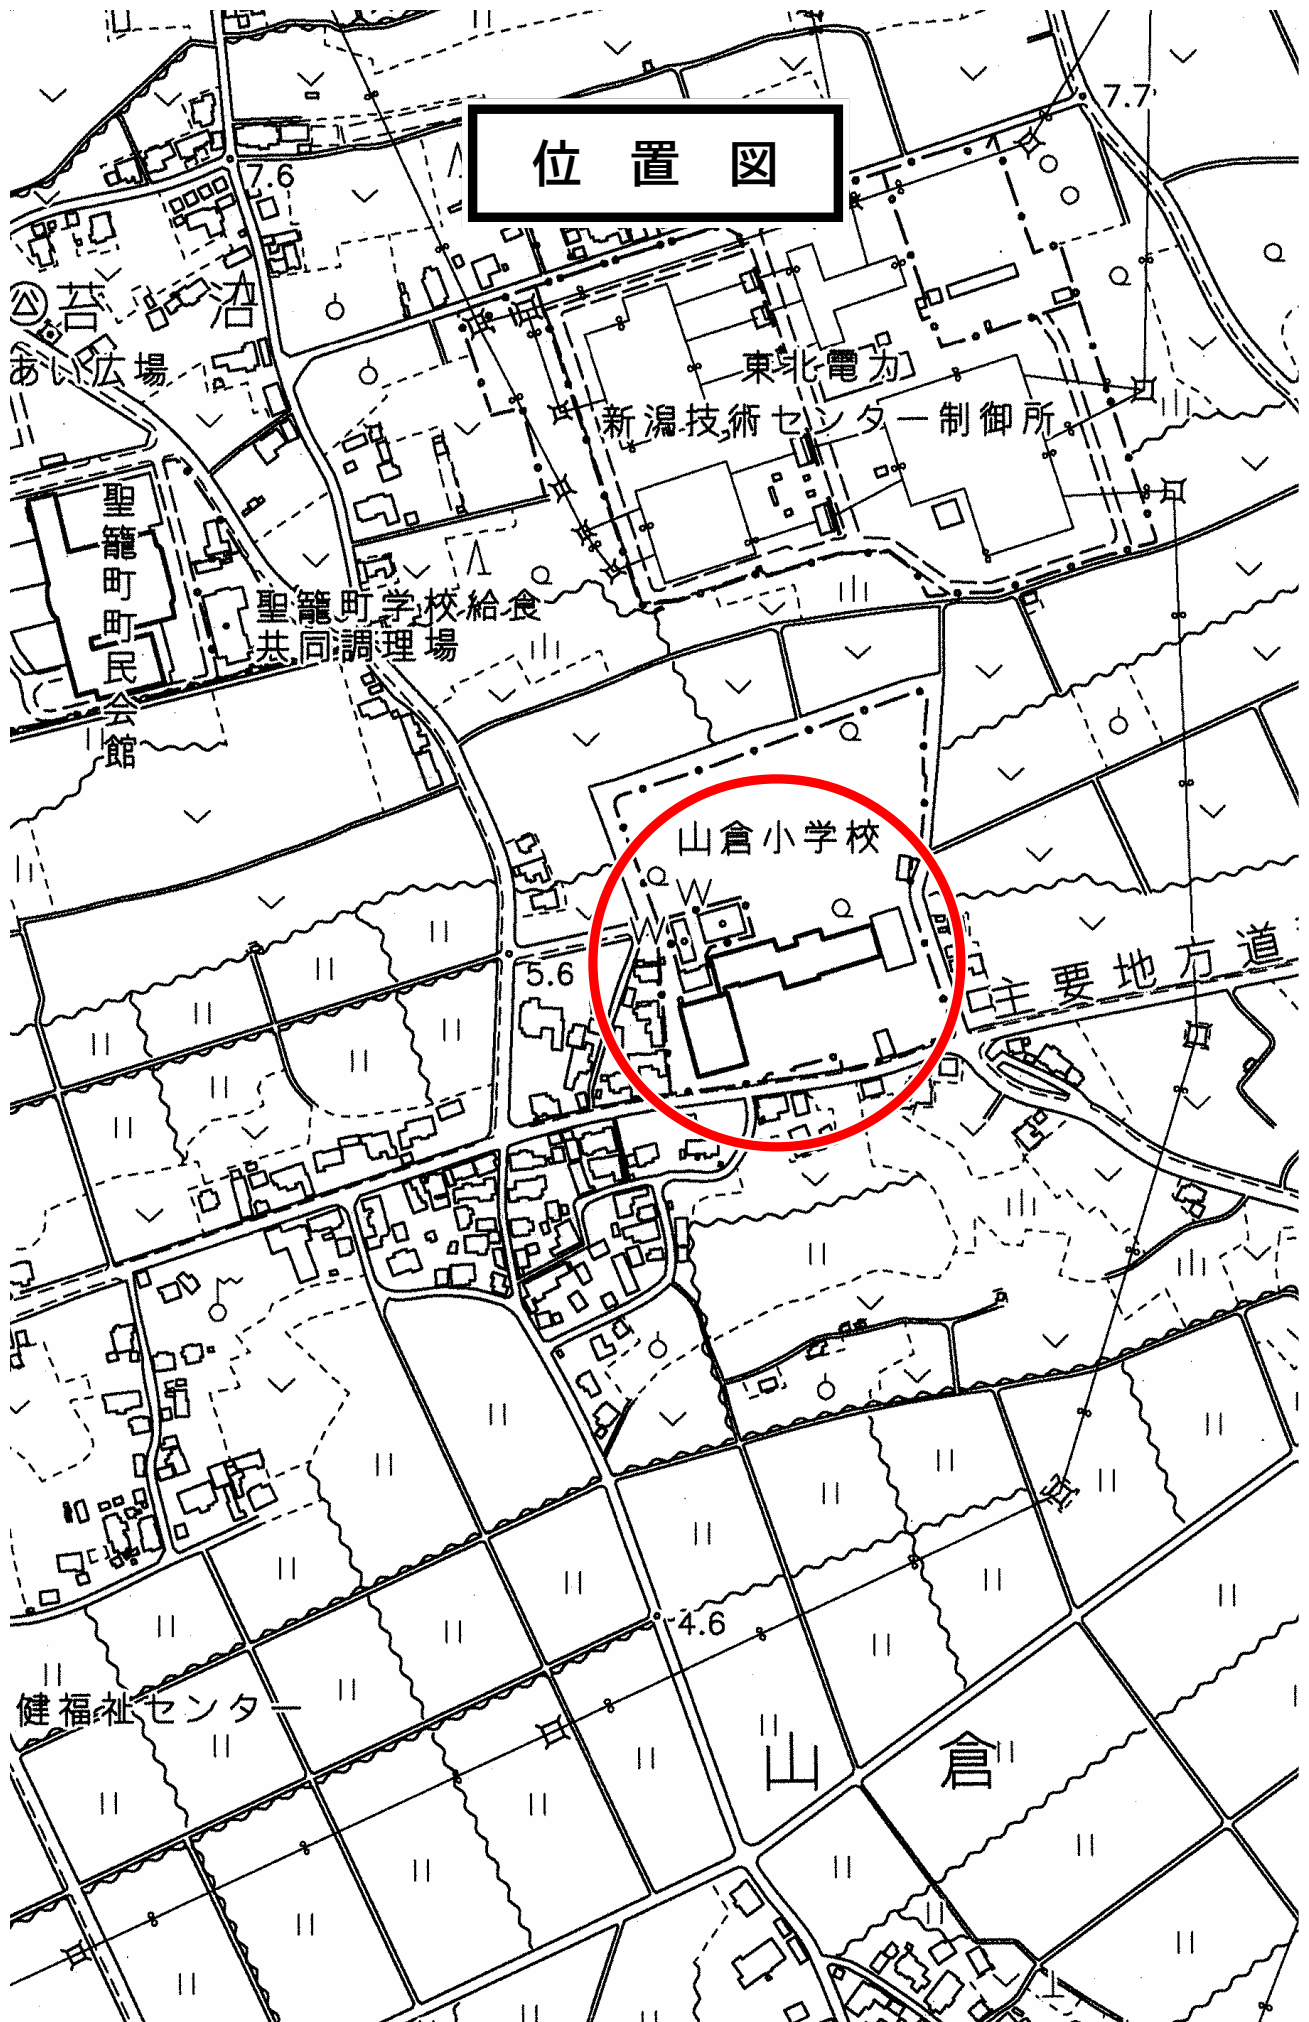 7.7
位置図
7.6
苔沼
あい広場
東北電力
新潟技術センター制御所
聖籠町町民会館
聖籠町学校給食
共同調理場
山倉小学校
主要地方道
5.6
4.6
健福祉センター
山倉